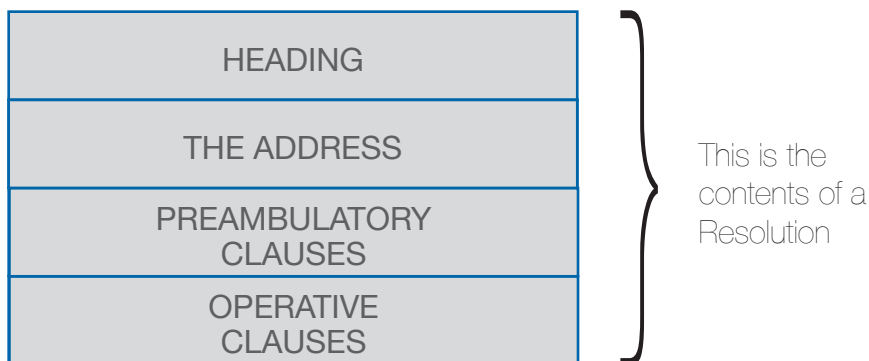 HEADING
THE ADDRESS
PREAMBULATORY
CLAUSES
OPERATIVE
CLAUSES
This is the
contents of a
Resolution